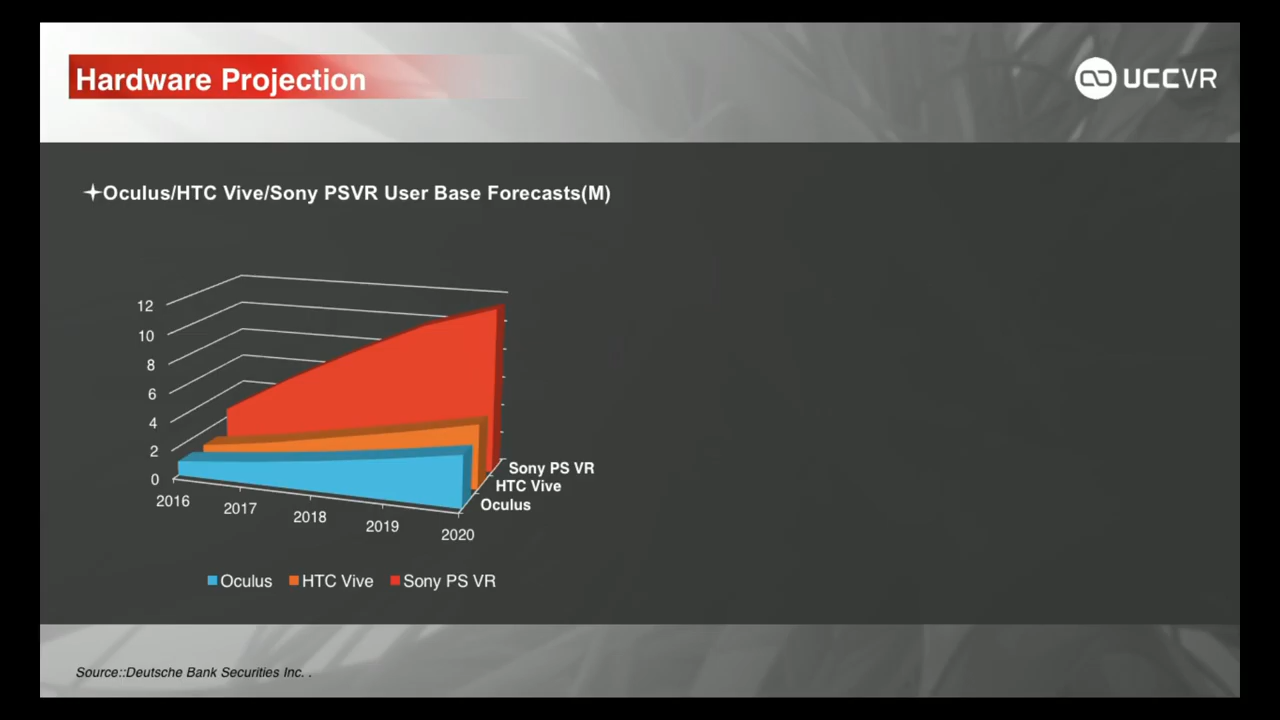 Hardware Projection
UCCVR
Oculus/HTC Vive/Sony PSVR User Base Forecasts(M)
12
10
8
6
4
2
0
2016
2017
2018
2019
2020
Sony PS VR
HTC Vive
Oculus
Oculus HTC Vive Sony PS VR
Source::Deutsche Bank Securities Inc. .